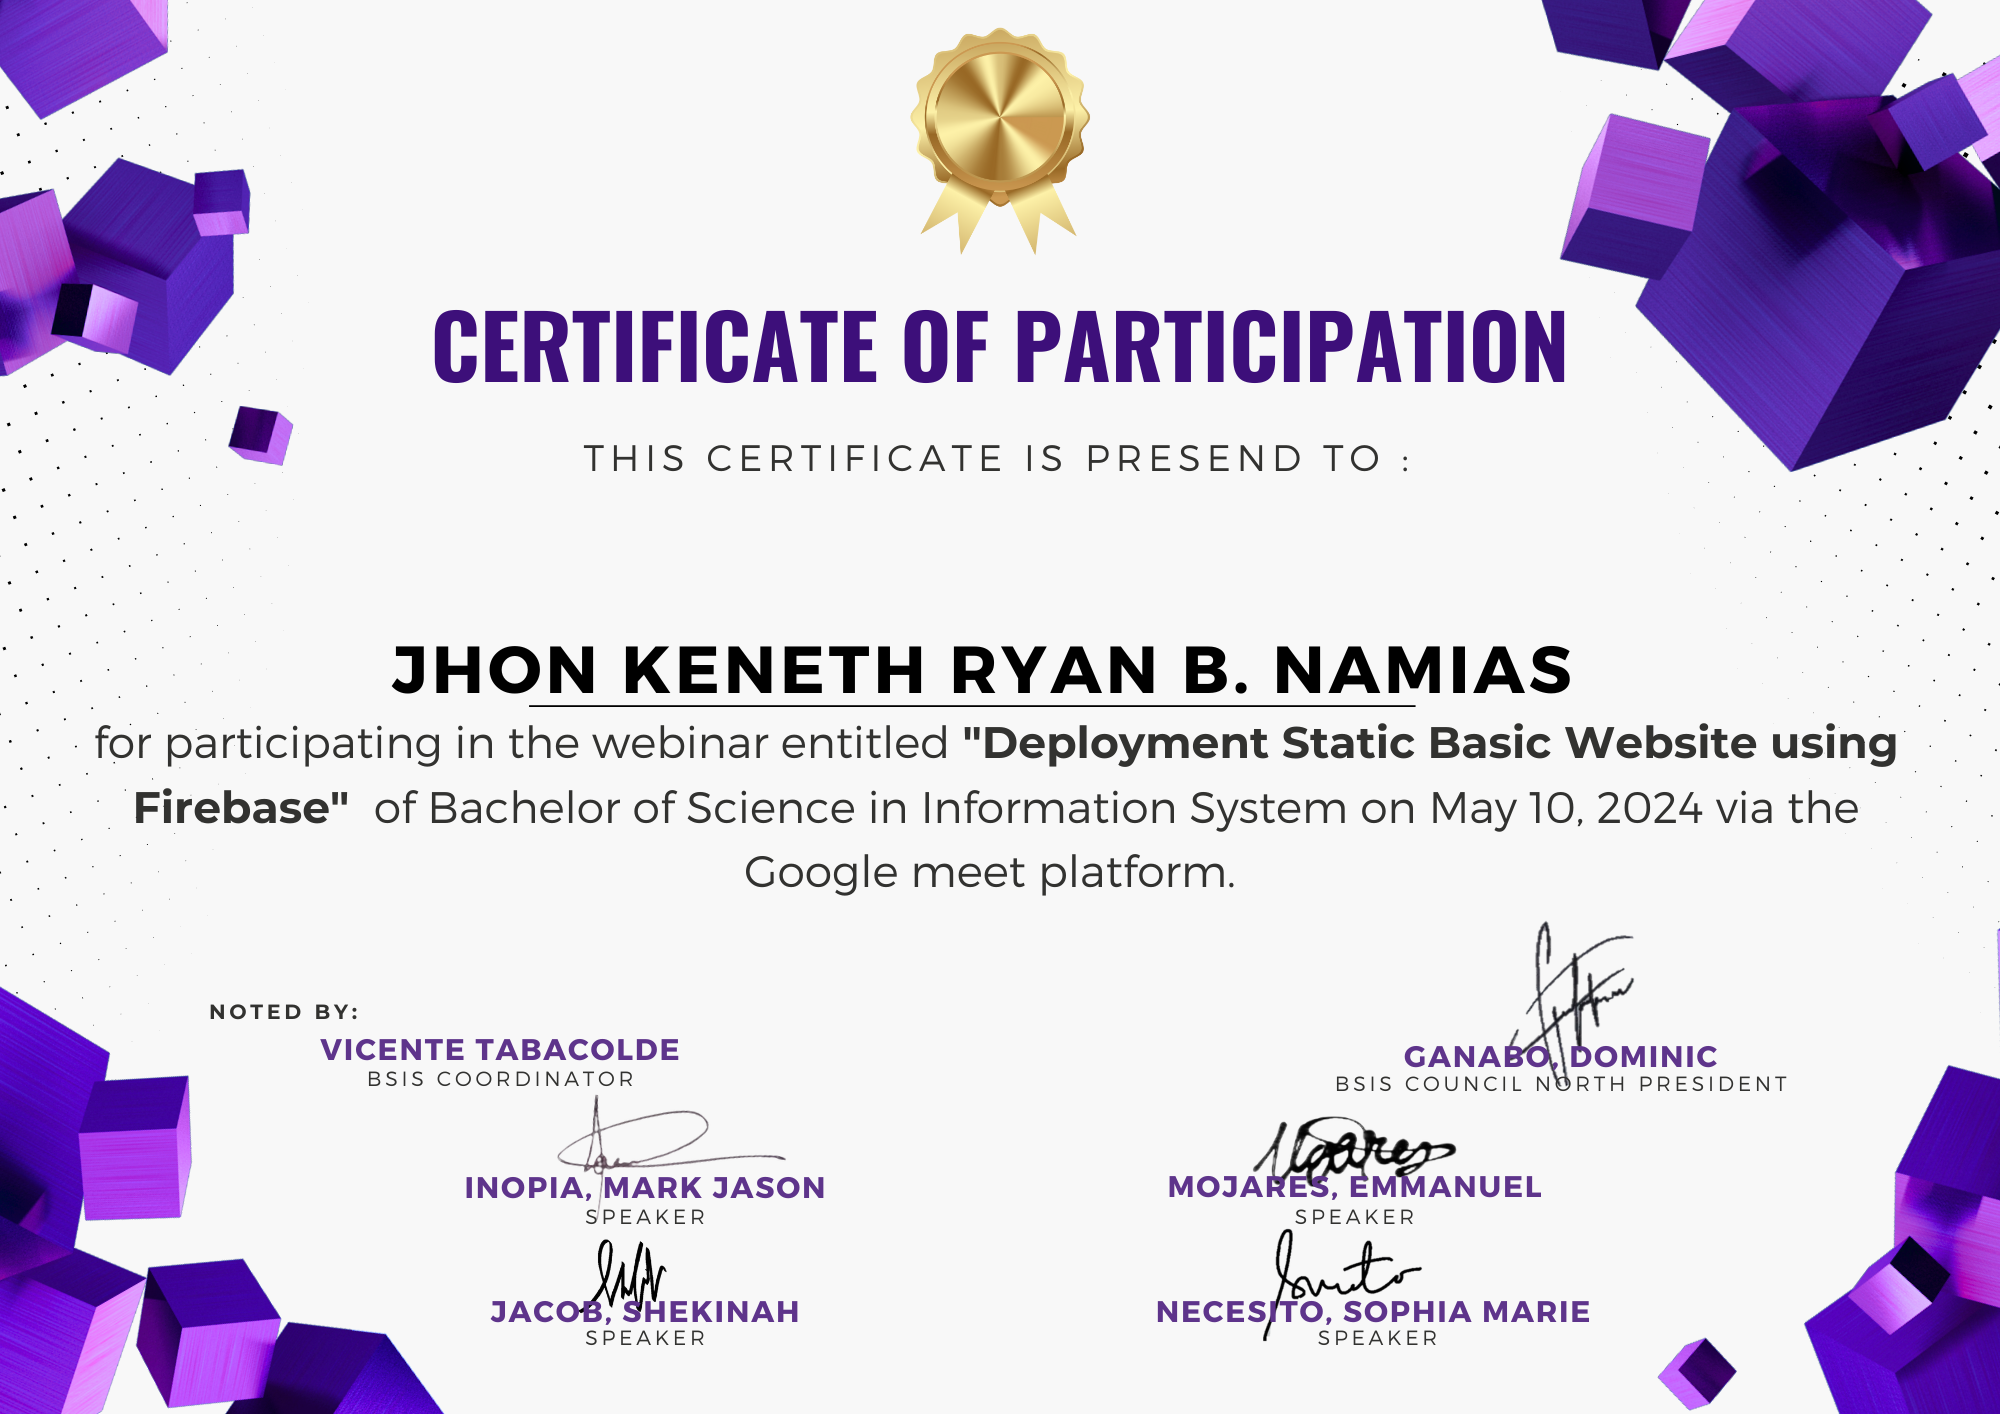 CERTIFICATE OF PARTICIPATION
THIS CERTIFICATE IS PRESEND TO :
JHON KENETH RYAN B. NAMIAS
for participating in the webinar entitled "Deployment Static Basic Website using
Firebase" of Bachelor of Science in Information System on May 10, 2024 via the
Google meet platform.
NOTED BY:
VICENTE TABACOLDE
BSIS COORDINATOR
GANABO, DOMINIC
BSIS COUNCIL NORTH PRESIDENT
INOPIA, MARK JASON
SPEAKER
MOJARES, EMMANUEL
SPEAKER
JACOB, SHEKINAH
SPEAKER
NECESITO, SOPHIA MARIE
SPEAKER